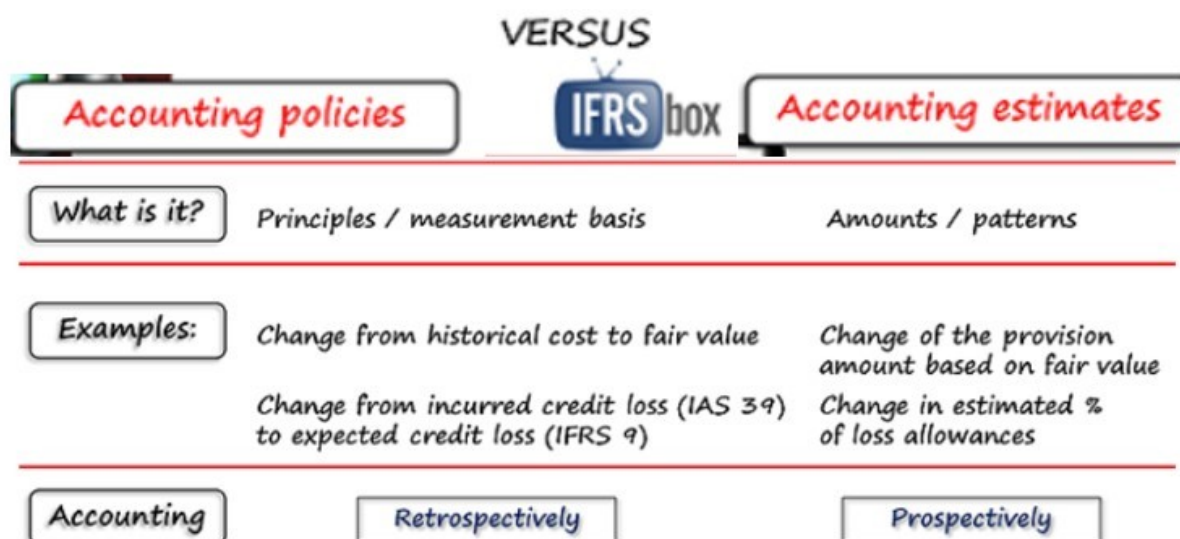 VERSUS
Accounting policies
IFRS box
Accounting estimates
What is it?
Principles / measurement basis
Amounts / patterns
Examples:
Change from historical cost to fair value
Change of the provision
amount based on fair value
Change from incurred credit loss (IAS 39)
to expected credit loss (IFRS 9)
Change in estimated %
of loss allowances
Accounting
Retrospectively
Prospectively